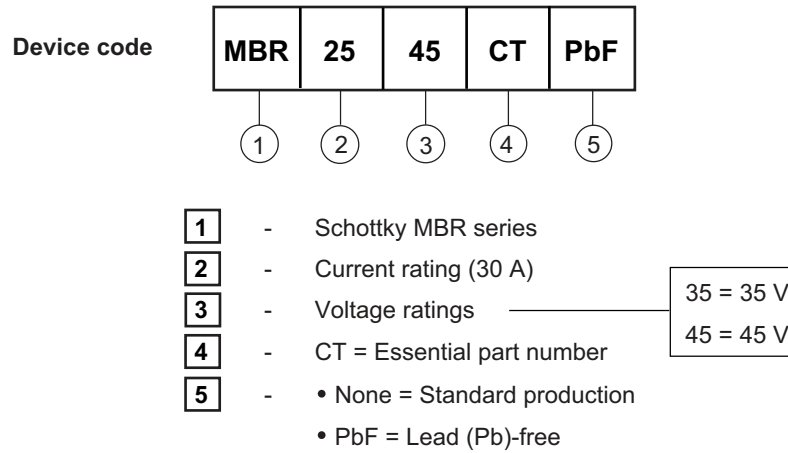 Device code MBR 25 45 CT PbF
1 2 3 4 5
1 - Schottky MBR series
2 - Current rating (30 A)
3 - Voltage ratings
35 = 35 V
45 = 45 V
4 - CT = Essential part number
5 - • None = Standard production
• PbF = Lead (Pb)-free